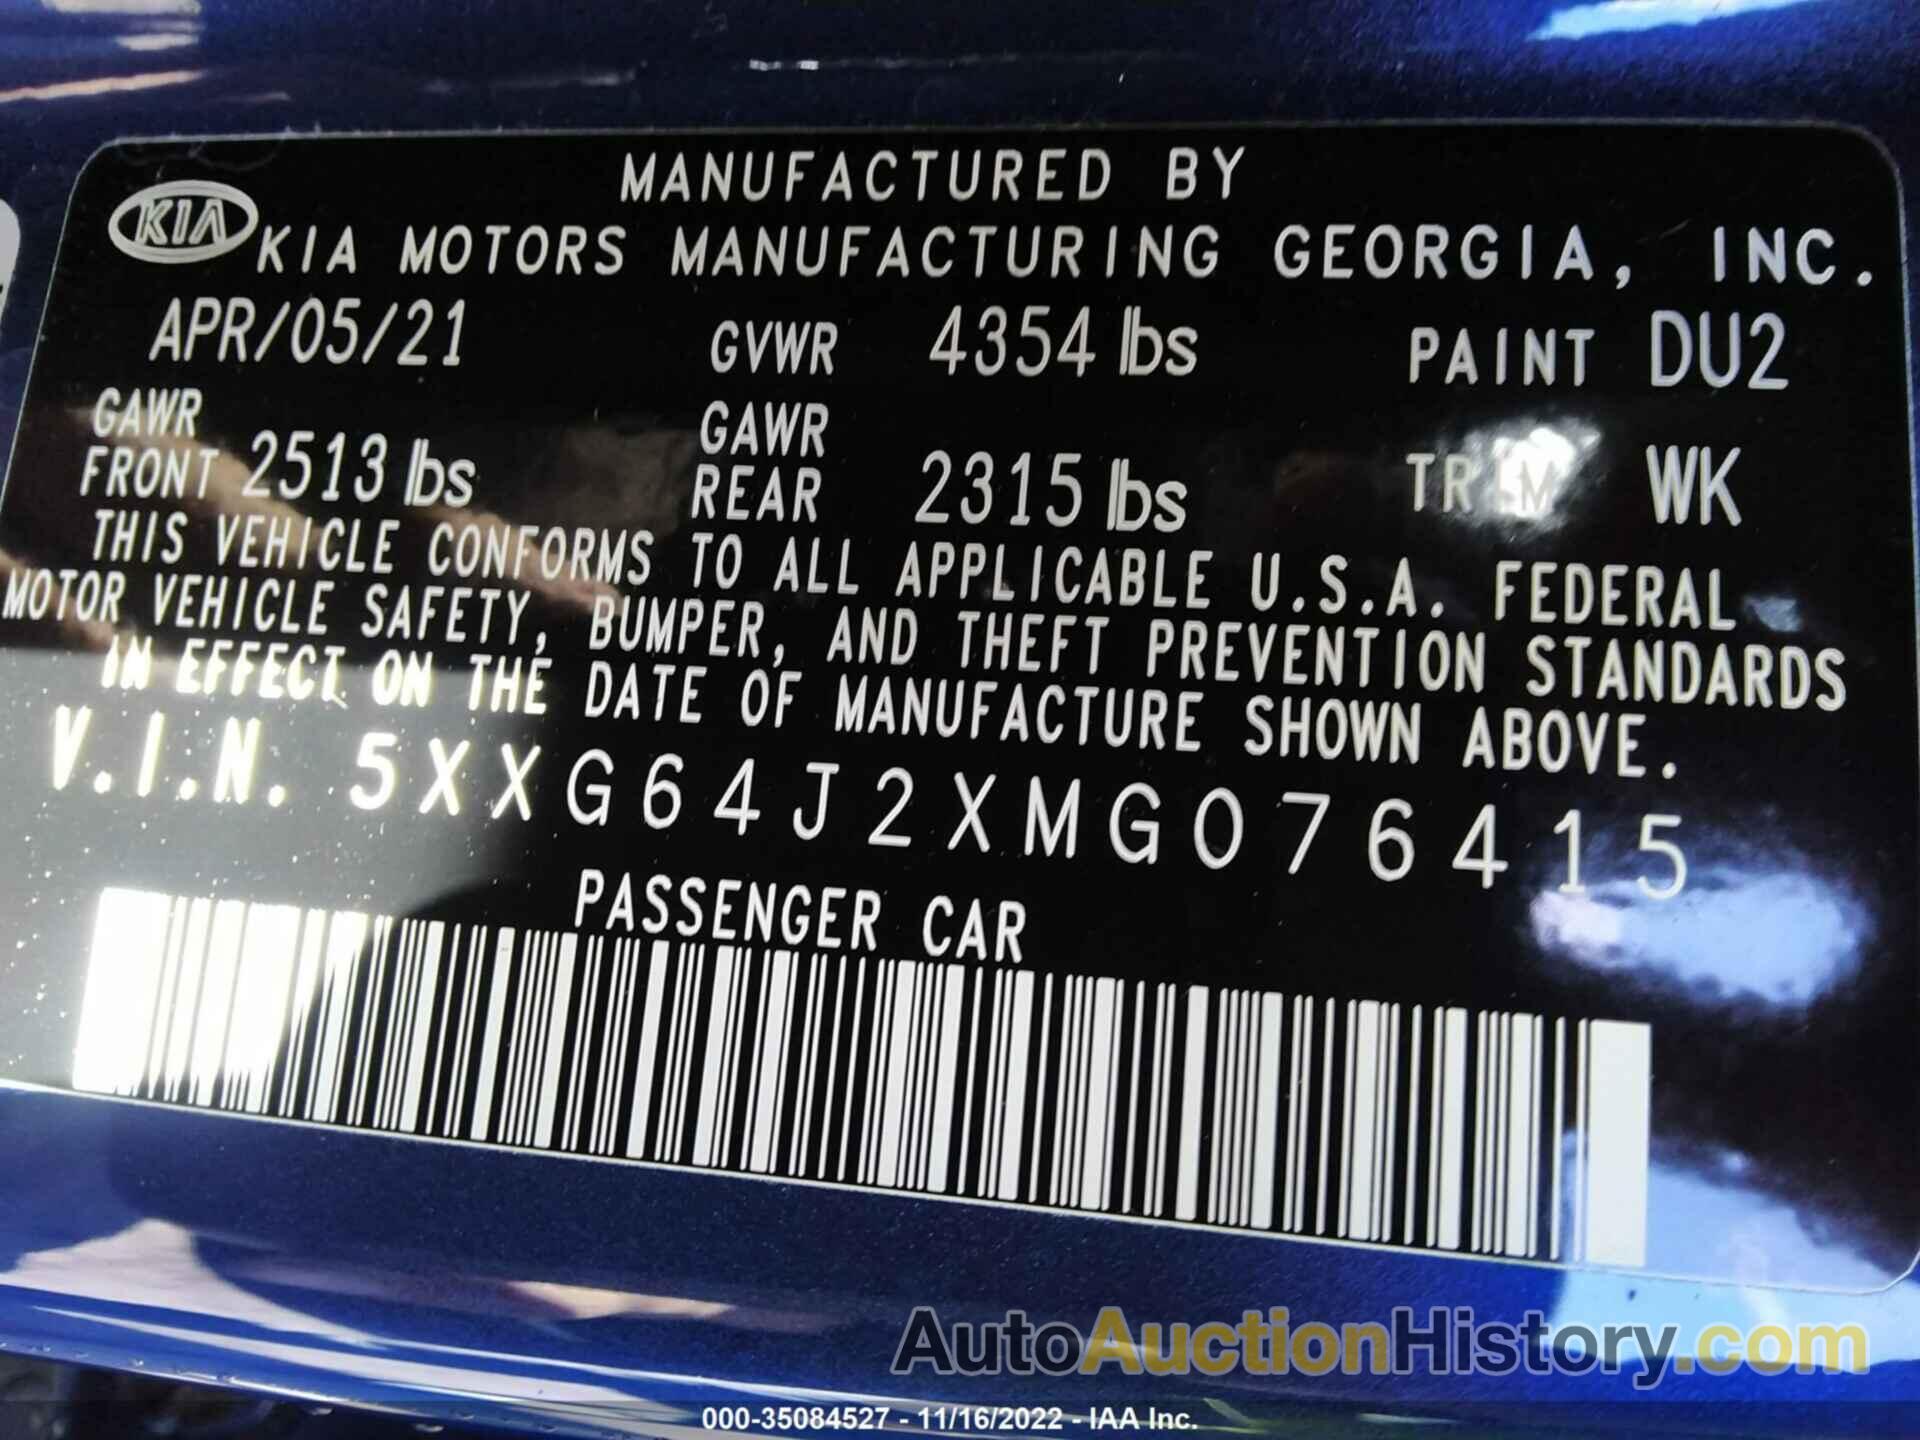 MANUFACTURED BY
KIA KIA MOTORS MANUFACTURING GEORGIA, INC.
APR/05/21 GVWR 4354 lbs PAINT DU2
GAWR FRONT 2513 lbs GAWR REAR 2315 lbs TRIM WK
THIS VEHICLE CONFORMS TO ALL APPLICABLE U.S.A. FEDERAL
MOTOR VEHICLE SAFETY, BUMPER, AND THEFT PREVENTION STANDARDS
IN EFFECT ON THE DATE OF MANUFACTURE SHOWN ABOVE.
V.I.N. 5XXG64J2XMG076415
PASSENGER CAR
AutoAuctionHistory.com
000-35084527 - 11/16/2022 - IAA Inc.